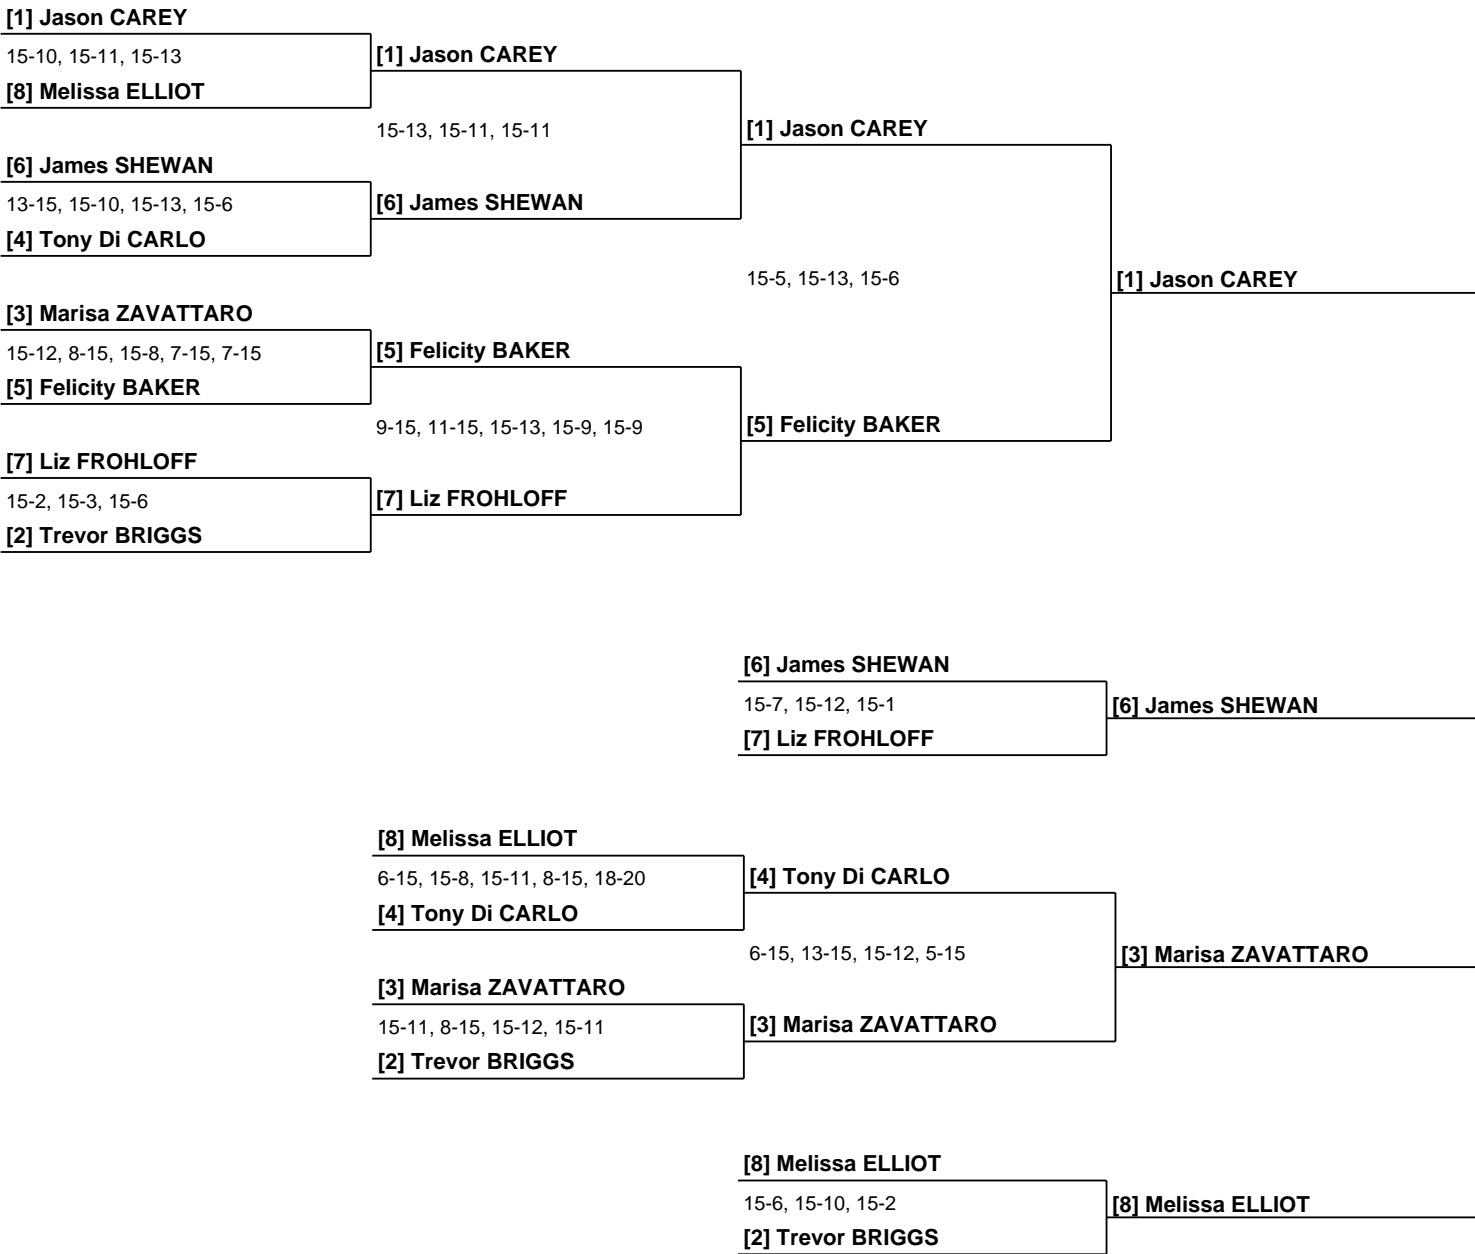 [1] Jason CAREY
15-10, 15-11, 15-13
[1] Jason CAREY
[8] Melissa ELLIOT
15-13, 15-11, 15-11
[1] Jason CAREY
[6] James SHEWAN
13-15, 15-10, 15-13, 15-6
[6] James SHEWAN
[4] Tony Di CARLO
15-5, 15-13, 15-6
[1] Jason CAREY
[3] Marisa ZAVATTARO
15-12, 8-15, 15-8, 7-15, 7-15
[5] Felicity BAKER
[5] Felicity BAKER
9-15, 11-15, 15-13, 15-9, 15-9
[5] Felicity BAKER
[7] Liz FROHLOFF
15-2, 15-3, 15-6
[7] Liz FROHLOFF
[2] Trevor BRIGGS
[6] James SHEWAN
15-7, 15-12, 15-1
[6] James SHEWAN
[7] Liz FROHLOFF
[8] Melissa ELLIOT
6-15, 15-8, 15-11, 8-15, 18-20
[4] Tony Di CARLO
[4] Tony Di CARLO
6-15, 13-15, 15-12, 5-15
[3] Marisa ZAVATTARO
[3] Marisa ZAVATTARO
15-11, 8-15, 15-12, 15-11
[3] Marisa ZAVATTARO
[2] Trevor BRIGGS
[8] Melissa ELLIOT
15-6, 15-10, 15-2
[8] Melissa ELLIOT
[2] Trevor BRIGGS